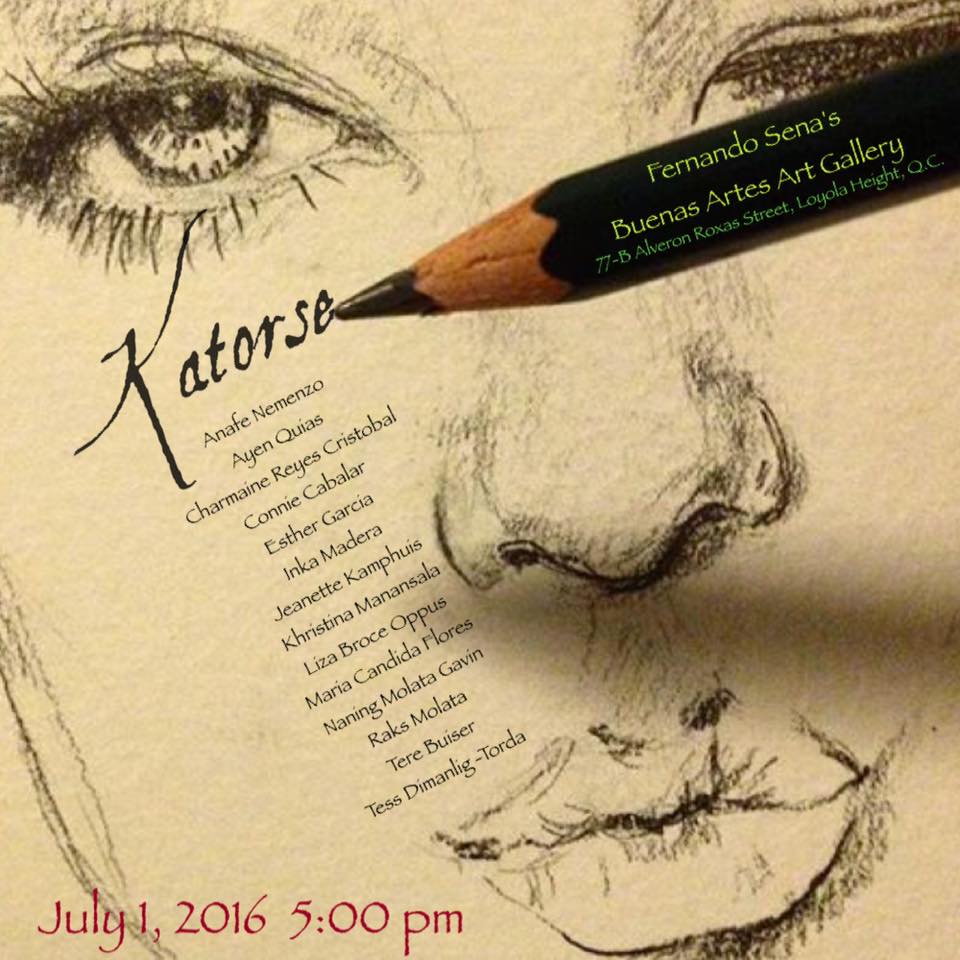 Fernando Sena's
Buenas Artes Art Gallery
77-B Alveron Roxas Street, Loyola Height, Q.C.
Katorse
Anafe Nemenzo
Ayen Quias
Charmaine Reyes Cristobal
Connie Cabalar
Esther Garcia
Inka Madera
Jeanette Kamphuis
Khristina Manansala
Liza Broce Oppus
Maria Candida Flores
Naning Molata Gavin
Raks Molata
Tere Buiser
Tess Dimanlig-Torda
July 1, 2016 5:00 pm